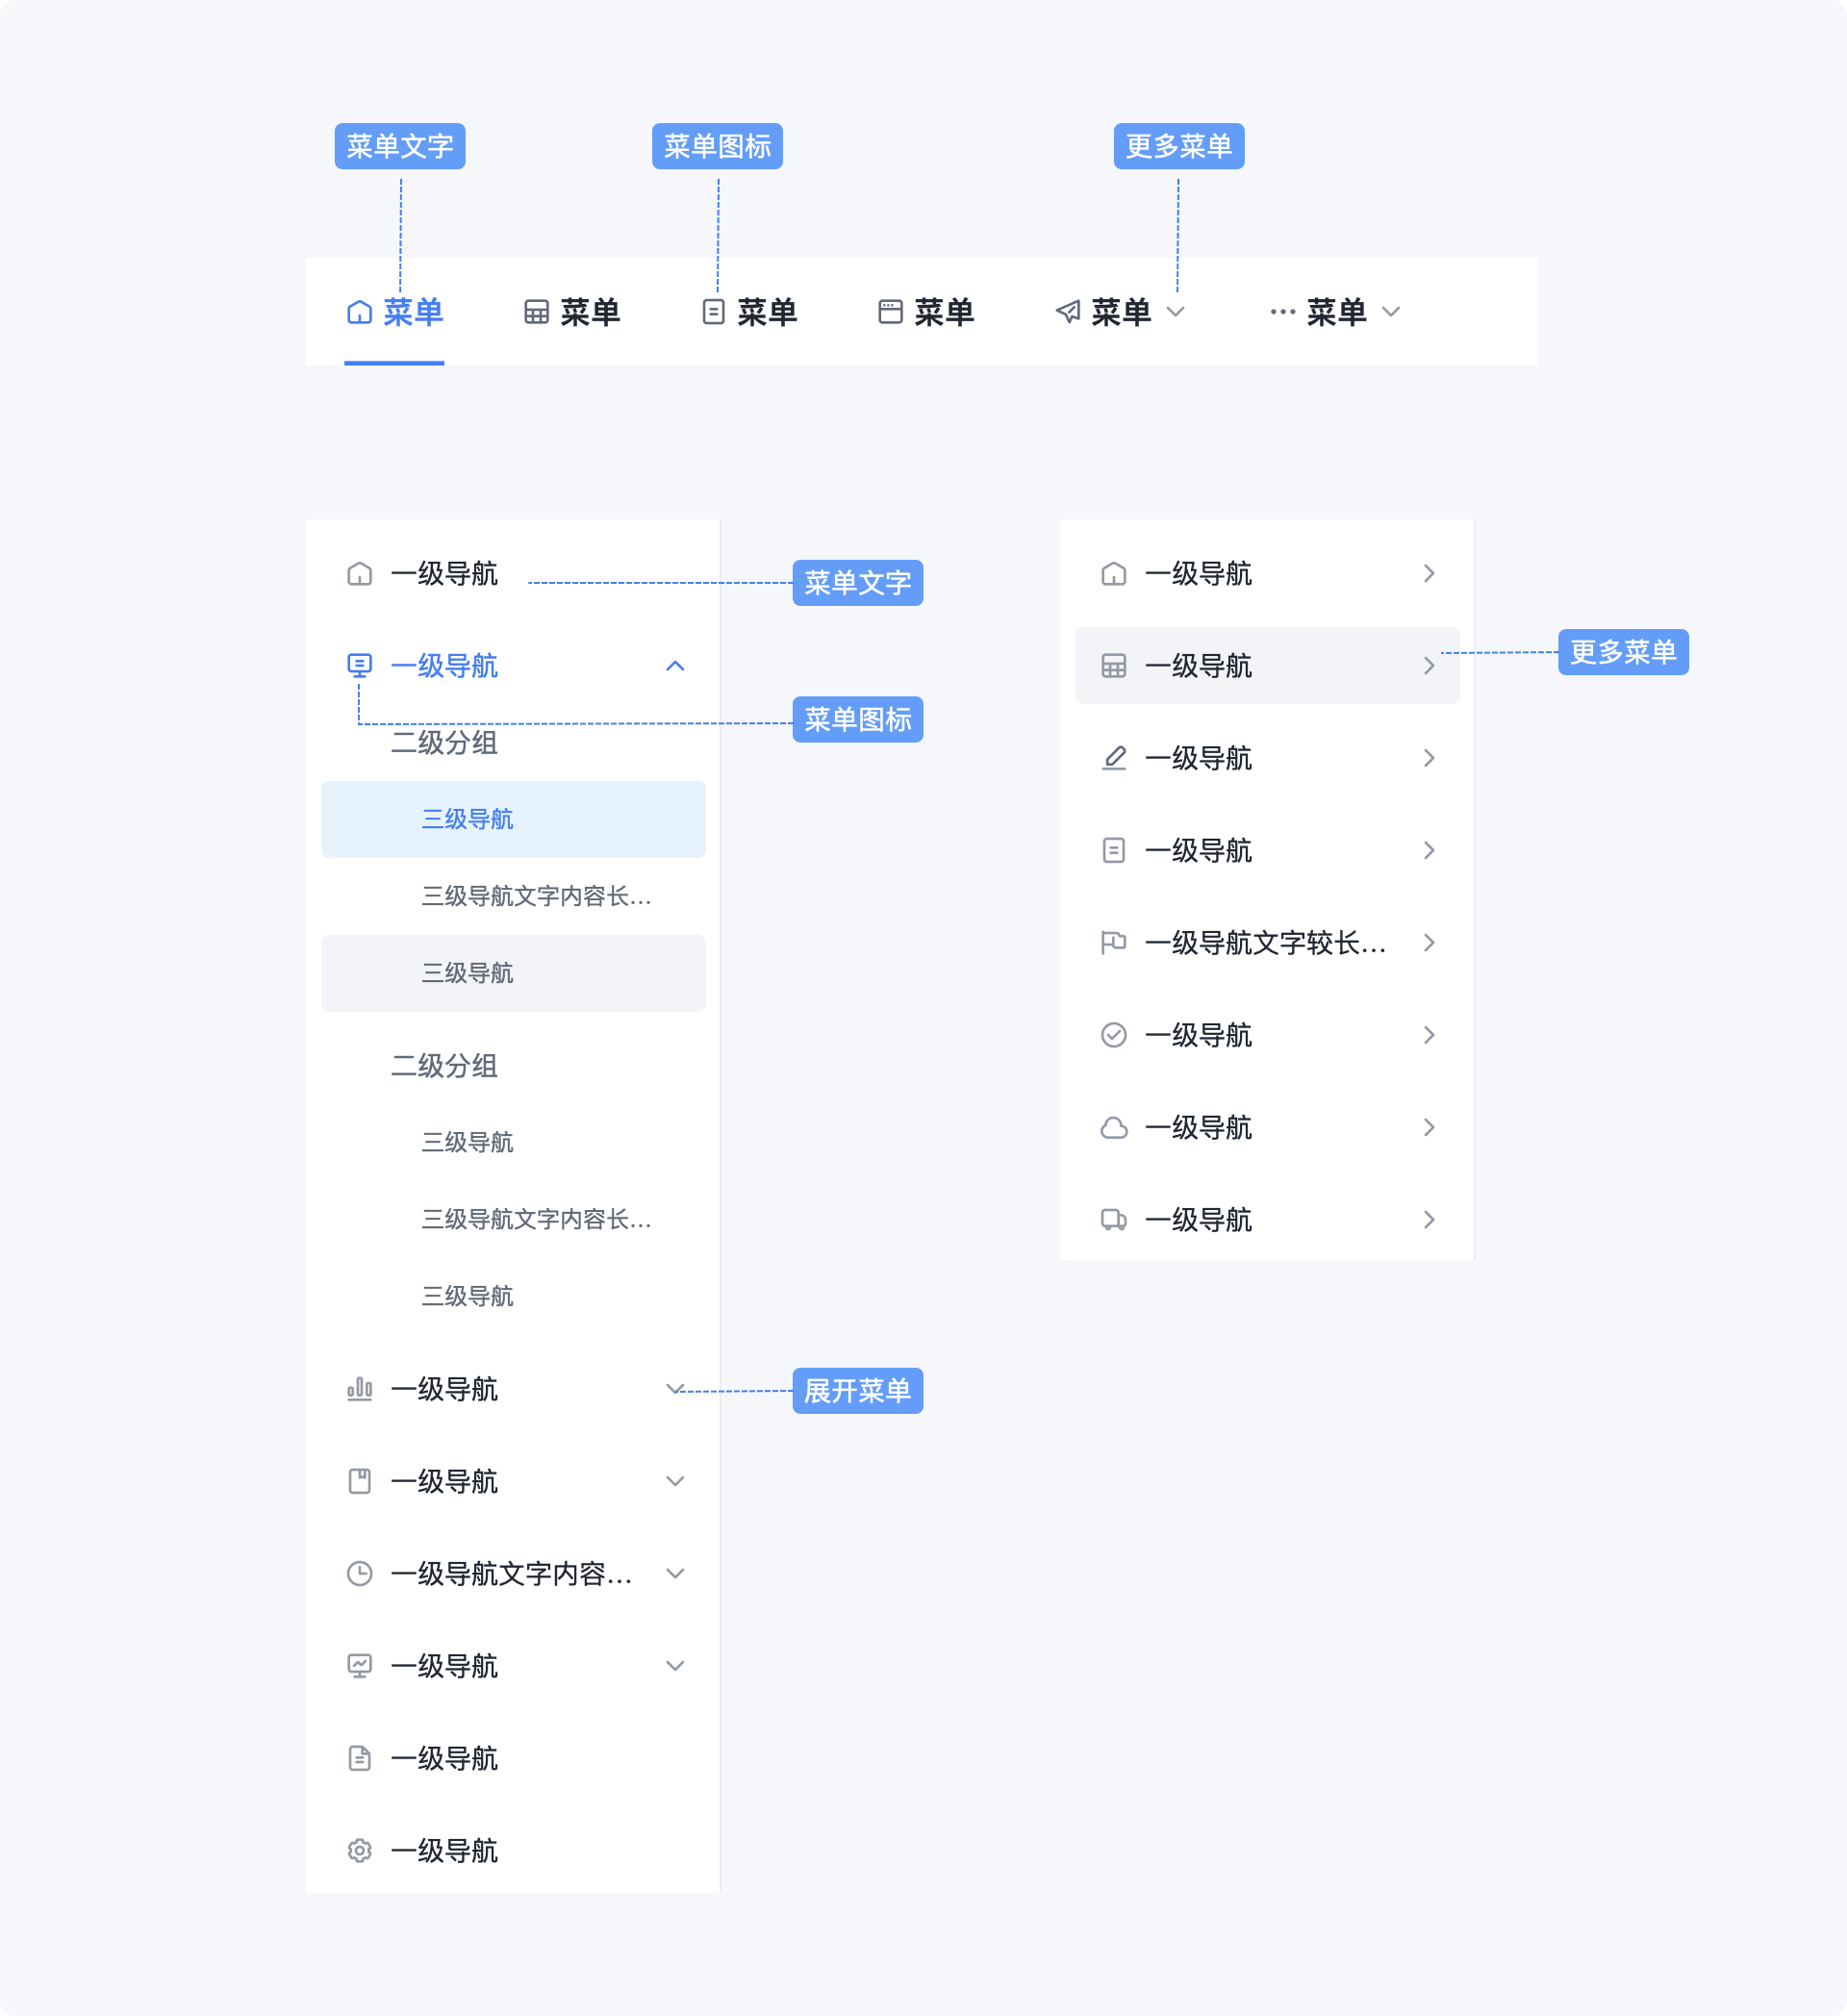 菜单文字
菜单图标
更多菜单
菜单
菜单
菜单
菜单
菜单
菜单
一级导航
菜单文字
一级导航
菜单图标
二级分组
三级导航
三级导航文字内容长...
三级导航
二级分组
三级导航
三级导航文字内容长...
三级导航
一级导航
展开菜单
一级导航
一级导航文字内容...
一级导航
一级导航
一级导航
一级导航
一级导航
更多菜单
一级导航
一级导航
一级导航文字较长...
一级导航
一级导航
一级导航